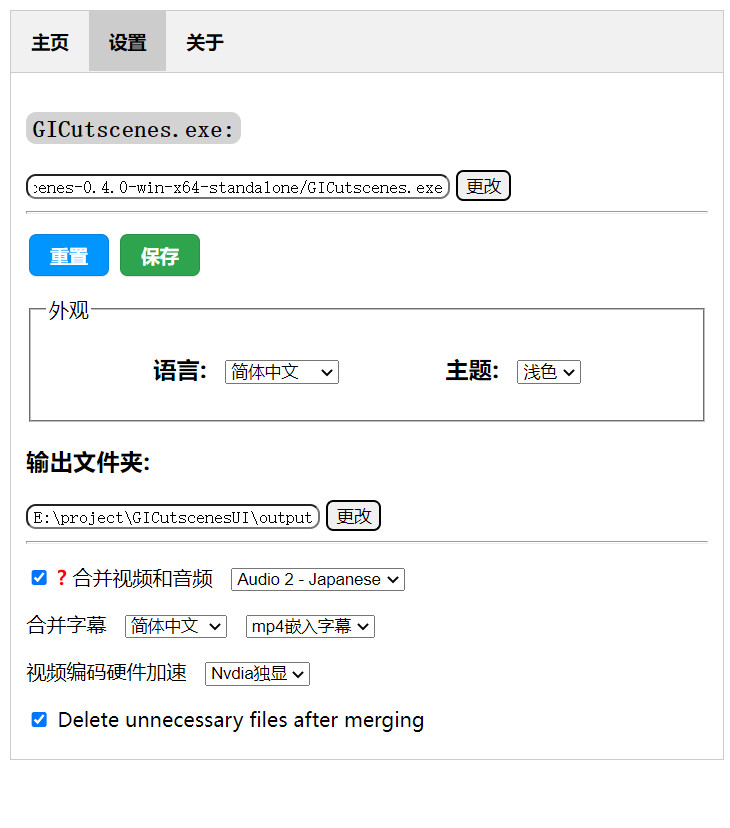 主页 设置 关于
GICutscenes.exe:
cenes-0.4.0-win-x64-standalone/GICutscenes.exe 更改
重置 保存
外观
语言: 简体中文 主题: 浅色
输出文件夹:
E:\project\GICutscenesUI\output 更改
? 合并视频和音频 Audio 2 - Japanese
合并字幕 简体中文 mp4嵌入字幕
视频编码硬件加速 Nvdia独显
Delete unnecessary files after merging